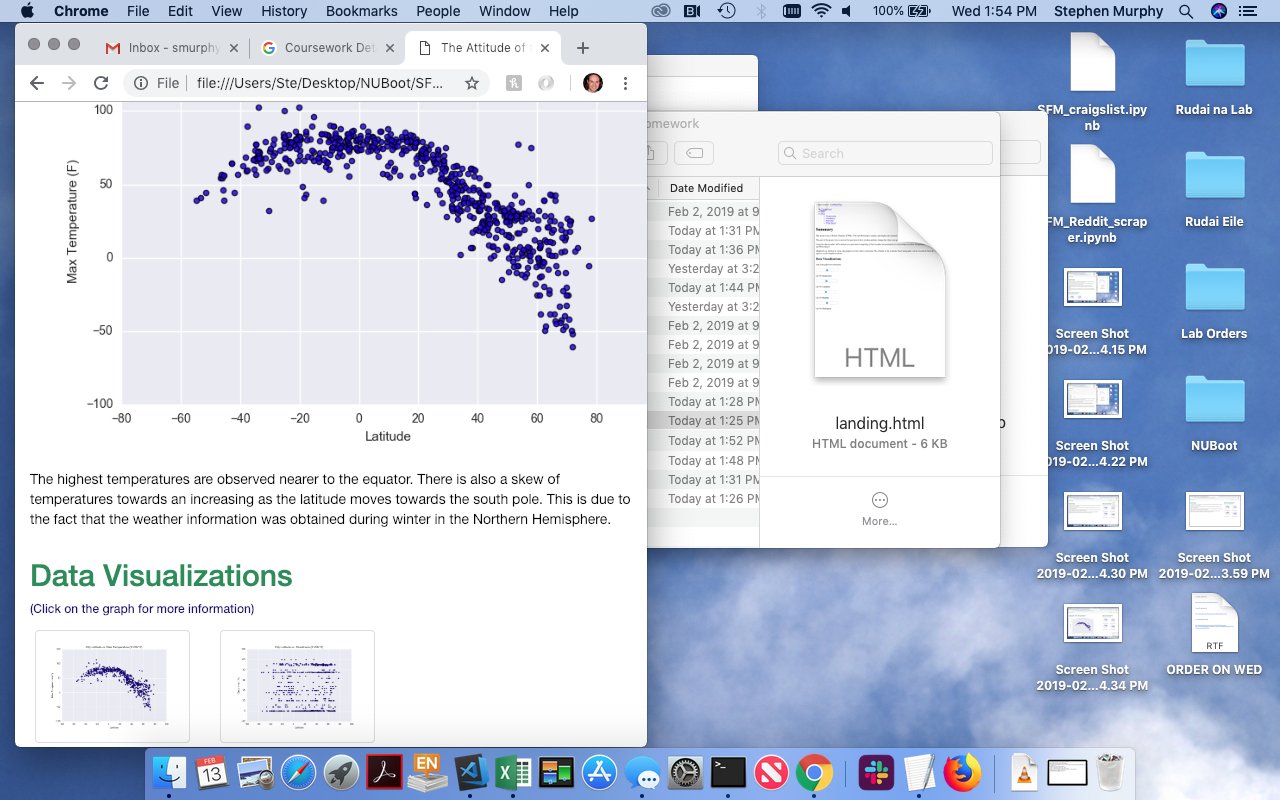 Chrome File Edit View History Bookmarks People Window Help
100% Wed 1:54 PM Stephen Murphy
Inbox - smurphy
Coursework Det
The Attitude of
File file:///Users/Ste/Desktop/NUBoot/SF...
100
50
0
−50
−100
Max Temperature (F)
−80 −60 −40 −20 0 20 40 60 80
Latitude
The highest temperatures are observed nearer to the equator. There is also a skew of
temperatures towards an increasing as the latitude moves towards the south pole. This is due to
the fact that the weather information was obtained during winter in the Northern Hemisphere.
Data Visualizations
(Click on the graph for more information)
omework
Search
Date Modified
Feb 2, 2019 at 9
Today at 1:31 PM
Today at 1:36 PM
Yesterday at 3:2
Today at 1:44 PM
Yesterday at 3:2
Feb 2, 2019 at 9
Feb 2, 2019 at 9
Feb 2, 2019 at 9
Feb 2, 2019 at 9
Today at 1:28 PM
Today at 1:25 PM
Today at 1:52 PM
Today at 1:48 PM
Today at 1:31 PM
Today at 1:26 PM
Summary
HTML
landing.html
HTML document - 6 KB
More...
SFM_craigslist.ipy
nb
Rudai na Lab
FM_Reddit_scrap
er.ipynb
Rudai Eile
Screen Shot
019-02...4.15 PM
Lab Orders
Screen Shot
019-02...4.22 PM
NUBoot
Screen Shot
2019-02...4.30 PM
Screen Shot
2019-02...3.59 PM
Screen Shot
2019-02...4.34 PM
RTF
ORDER ON WED
FEB
13
EN